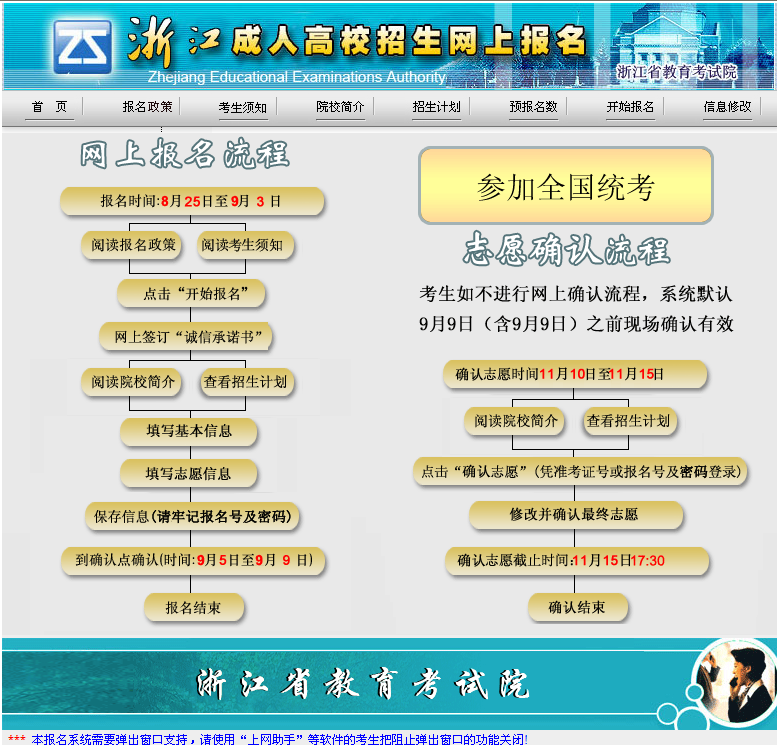 ZS
浙江成人高校招生网上报名
Zhejiang Educational Examinations Authority
浙江省教育考试院
首 页
报名政策
考生须知
院校简介
招生计划
预报名数
开始报名
信息修改
网上报名流程
报名时间:8月25日至9月 3 日
阅读报名政策
阅读考生须知
点击“开始报名”
网上签订“诚信承诺书”
阅读院校简介
查看招生计划
填写基本信息
填写志愿信息
保存信息(请牢记报名号及密码)
到确认点确认(时间:9月5日至9月 9 日)
报名结束
参加全国统考
志愿确认流程
考生如不进行网上确认流程，系统默认
9月9日（含9月9日）之前现场确认有效
确认志愿时间11月10日至11月15日
阅读院校简介
查看招生计划
点击“确认志愿”(凭准考证号或报名号及密码登录)
修改并确认最终志愿
确认志愿截止时间:11月15日17:30
确认结束
浙江省教育考试院
*** 本报名系统需要弹出窗口支持，请使用“上网助手”等软件的考生把阻止弹出窗口的功能关闭!